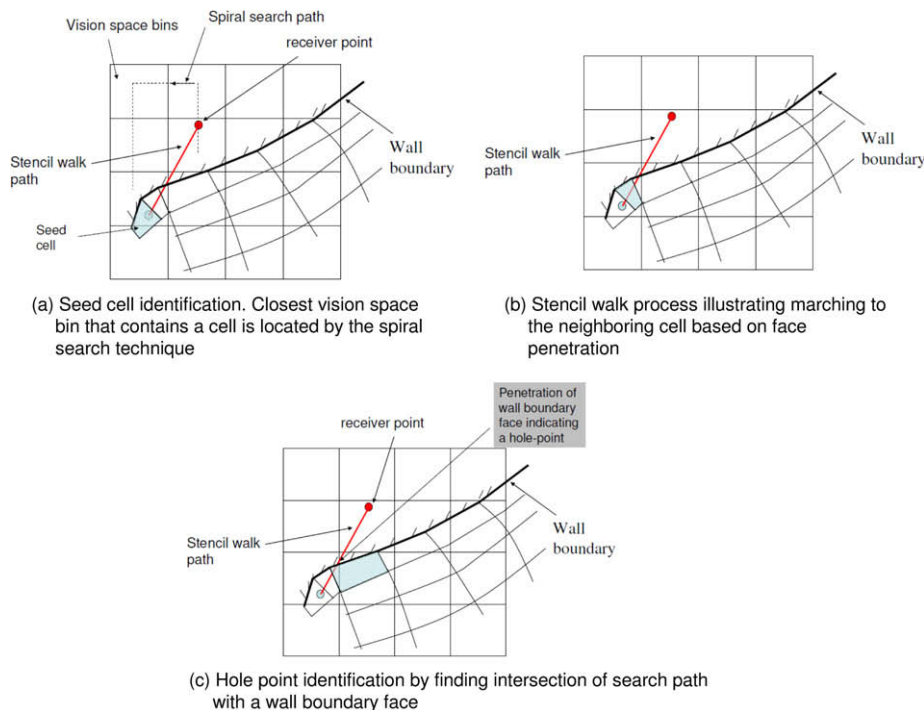 Vision space bins
Spiral search path
receiver point
Stencil walk
path
Wall
boundary
Seed
cell
(a) Seed cell identification. Closest vision space
bin that contains a cell is located by the spiral
search technique
Stencil walk
path
Wall
boundary
(b) Stencil walk process illustrating marching to
the neighboring cell based on face
penetration
Penetration of
wall boundary
face indicating
a hole-point
receiver point
Stencil walk
path
Wall
boundary
(c) Hole point identification by finding intersection of search path
with a wall boundary face